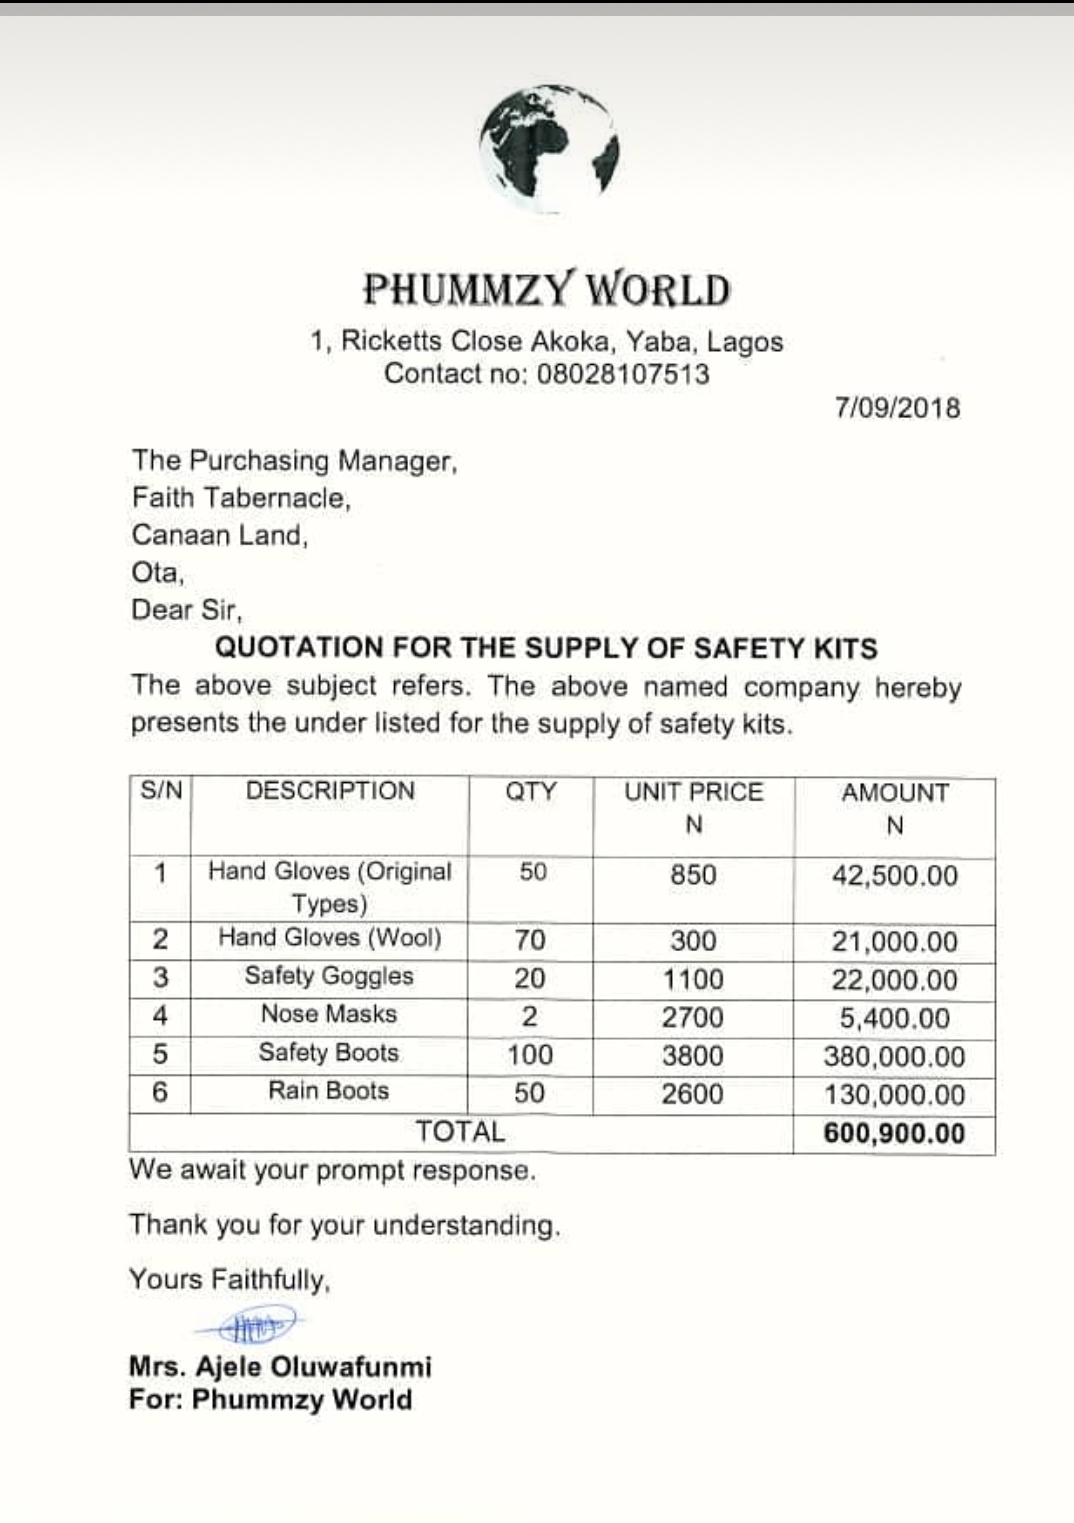 PHUMMZY WORLD
1, Ricketts Close Akoka, Yaba, Lagos
Contact no: 08028107513
7/09/2018
The Purchasing Manager,
Faith Tabernacle,
Canaan Land,
Ota,
Dear Sir,
QUOTATION FOR THE SUPPLY OF SAFETY KITS
The above subject refers. The above named company hereby
presents the under listed for the supply of safety kits.
S/N DESCRIPTION QTY UNIT PRICE AMOUNT
N N
1 Hand Gloves (Original 50 850 42,500.00
Types)
2 Hand Gloves (Wool) 70 300 21,000.00
3 Safety Goggles 20 1100 22,000.00
4 Nose Masks 2 2700 5,400.00
5 Safety Boots 100 3800 380,000.00
6 Rain Boots 50 2600 130,000.00
TOTAL 600,900.00
We await your prompt response.
Thank you for your understanding.
Yours Faithfully,
Mrs. Ajele Oluwafunmi
For: Phummzy World